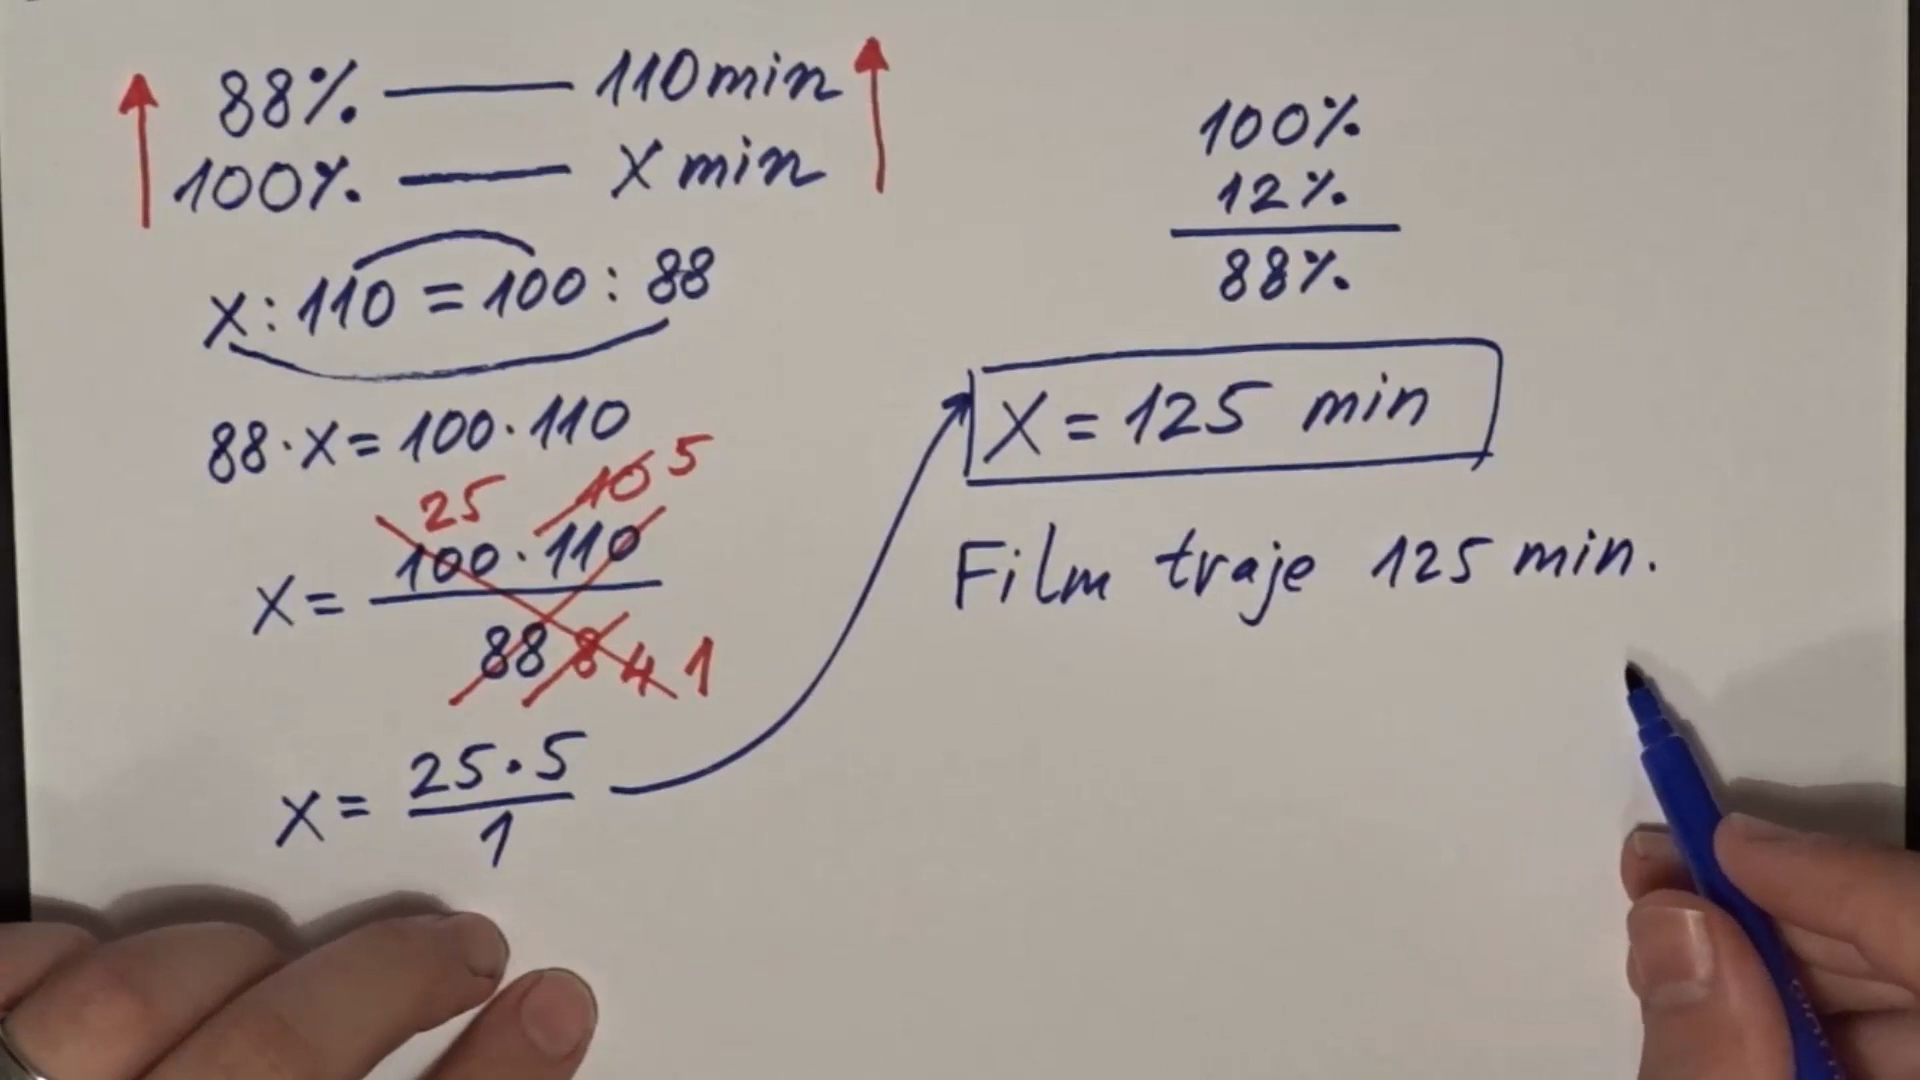 88% — 110 min
100% — X min
x : 110 = 100 : 88
88 · x = 100 · 110
25 10 5
x = 100 · 110
88 8 4 1
x = 25 · 5
1
100%
12%
88%
X = 125 min
Film traje 125 min.